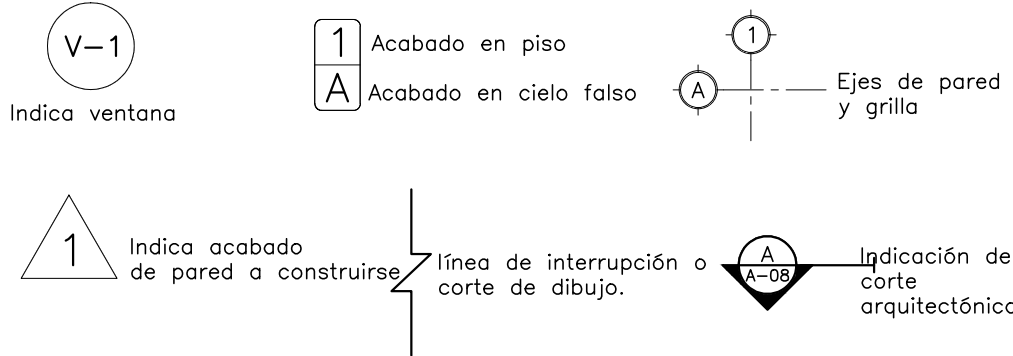 V-1
Indica ventana
1
Acabado en piso
A
Acabado en cielo falso
1
A
Ejes de pared
y grilla
1
Indica acabado
de pared a construirse
línea de interrupción o
corte de dibujo.
A
A-08
Indicación de
corte
arquitectónico